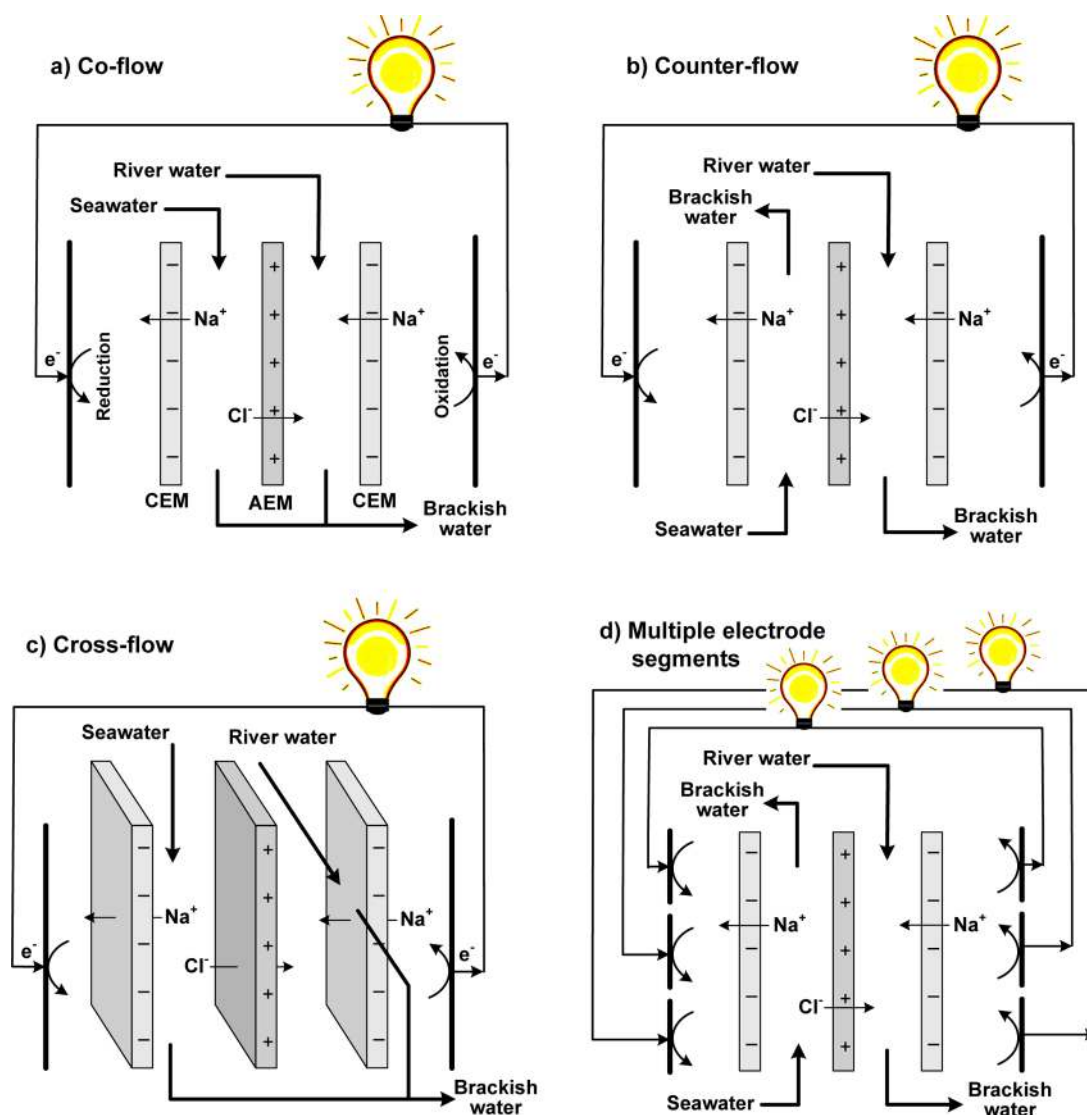 a) Co-flow
River water
Seawater
Na⁺
Na⁺
e⁻
Reduction
Oxidation
e⁻
Cl⁻
CEM
AEM
CEM
Brackish
water
b) Counter-flow
River water
Brackish
water
Na⁺
Na⁺
e⁻
e⁻
Cl⁻
Seawater
Brackish
water
c) Cross-flow
Seawater
River water
Na⁺
Na⁺
e⁻
Cl⁻
e⁻
Brackish
water
d) Multiple electrode
segments
River water
Brackish
water
Na⁺
Na⁺
Cl⁻
Seawater
Brackish
water